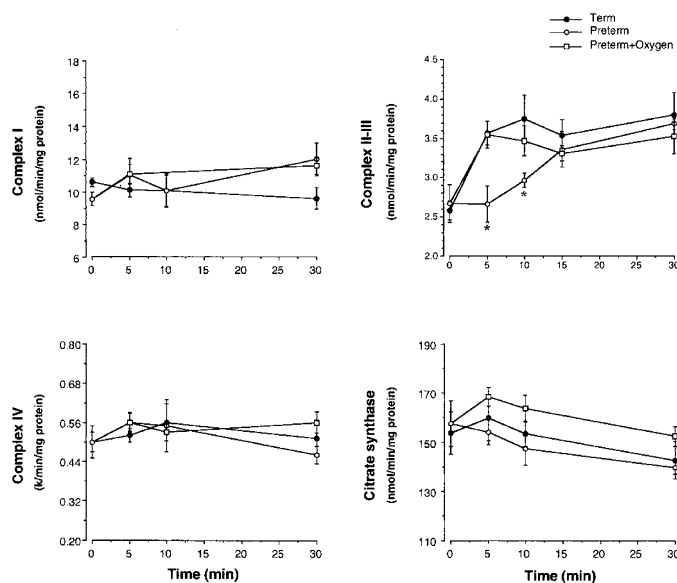 Term
Preterm
Preterm+Oxygen
Complex I
(nmol/min/mg protein)
18
16
14
12
10
8
6
0 5 10 15 20 25 30
Complex II-III
(nmol/min/mg protein)
4.5
4.0
3.5
3.0
2.5
2.0
* *
0 5 10 15 20 25 30
Complex IV
(k/min/mg protein)
0.80
0.68
0.56
0.44
0.32
0.20
0 5 10 15 20 25 30
Time (min)
Citrate synthase
(nmol/min/mg protein)
190
170
150
130
110
0 5 10 15 20 25 30
Time (min)